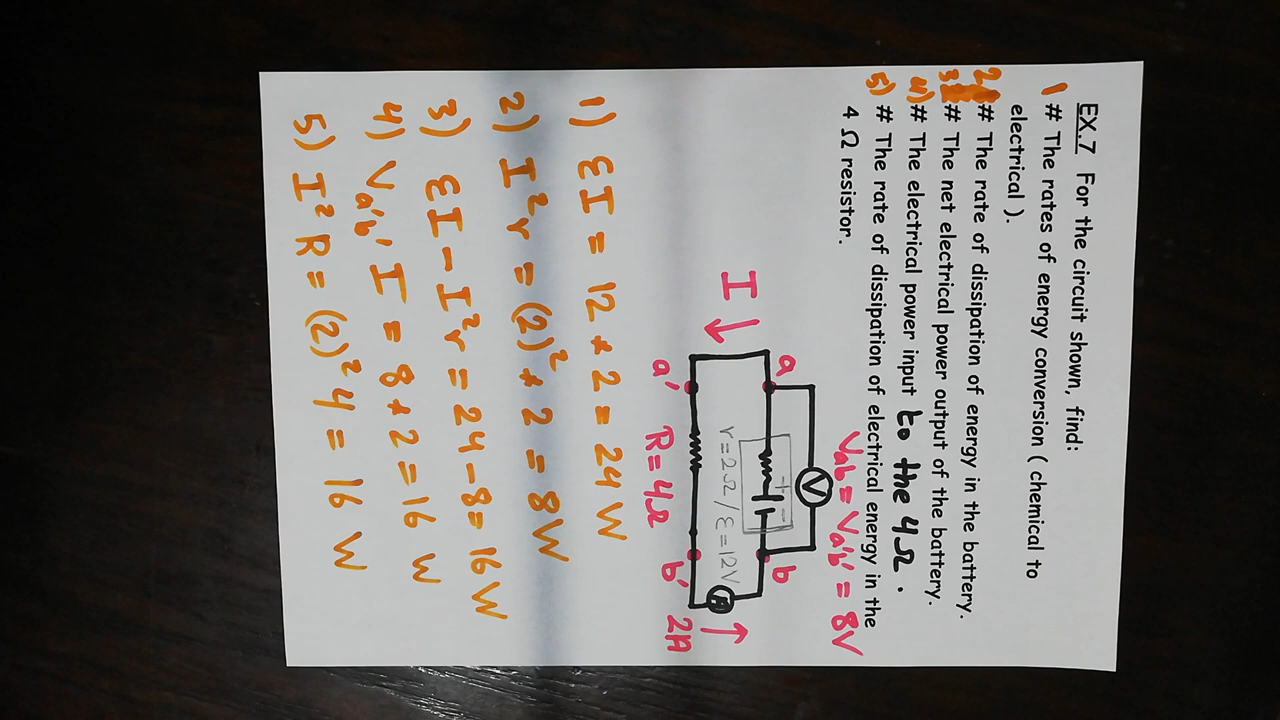 EX.7 For the circuit shown, find:
1 # The rates of energy conversion ( chemical to
electrical ).
2 # The rate of dissipation of energy in the battery.
3 # The net electrical power output of the battery.
4) # The electrical power input to the 4Ω.
5) # The rate of dissipation of electrical energy in the
4 Ω resistor.
Vab = Va'b' = 8V
V
a
b
+ -
r=2Ω / ε=12V
I
A
a'
R=4Ω
b'
2A
1) εI = 12 * 2 = 24 W
2) I²r = (2)² * 2 = 8W
3) εI - I²r = 24 - 8 = 16 W
4) Va'b' I = 8 * 2 = 16 W
5) I² R = (2)² 4 = 16 W